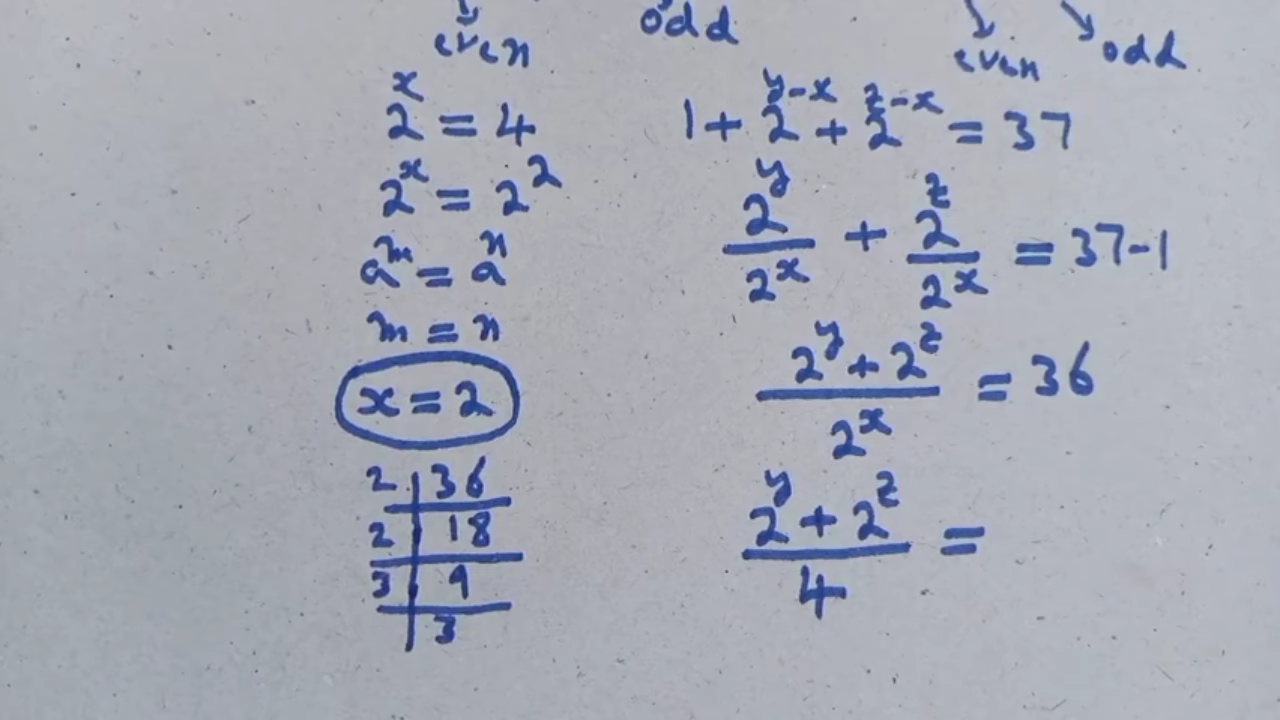 even odd even odd
2^x = 4 1 + 2^{y-x} + 2^{z-x} = 37
2^x = 2^2 2^y/2^x + 2^z/2^x = 37-1
a^m = a^n
m = n (2^y + 2^z)/2^x = 36
x = 2
2 | 36 (2^y + 2^z)/4 =
2 | 18
3 | 9
3